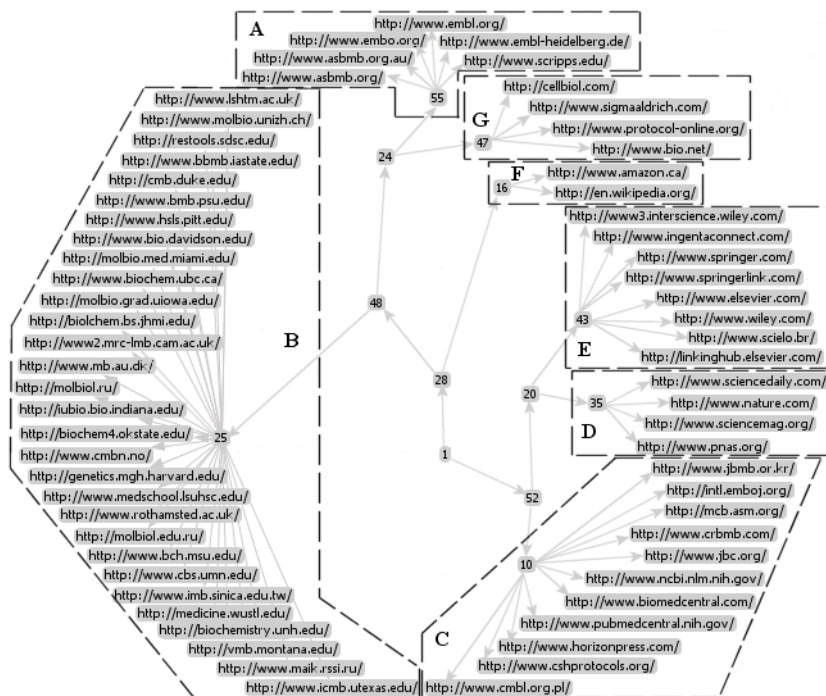 A
http://www.embl.org/
http://www.embo.org/
http://www.embl-heidelberg.de/
http://www.asbmb.org.au/
http://www.scripps.edu/
http://www.asbmb.org/
55
http://cellbiol.com/
http://www.sigmaaldrich.com/
G
http://www.protocol-online.org/
47
http://www.bio.net/
24
F
http://www.amazon.ca/
16
http://en.wikipedia.org/
http://www.lshtm.ac.uk/
http://www.molbio.unizh.ch/
http://restools.sdsc.edu/
http://www.bbmb.iastate.edu/
http://cmb.duke.edu/
http://www.bmb.psu.edu/
http://www.hsls.pitt.edu/
http://www.bio.davidson.edu/
http://molbio.med.miami.edu/
http://www.biochem.ubc.ca/
http://molbio.grad.uiowa.edu/
http://biolchem.bs.jhmi.edu/
http://www2.mrc-lmb.cam.ac.uk/
http://www.mb.au.dk/
http://molbiol.ru/
http://iubio.bio.indiana.edu/
http://biochem4.okstate.edu/
http://www.cmbn.no/
http://genetics.mgh.harvard.edu/
http://www.medschool.lsuhsc.edu/
http://www.rothamsted.ac.uk/
http://molbiol.edu.ru/
http://www.bch.msu.edu/
http://www.cbs.umn.edu/
http://www.imb.sinica.edu.tw/
http://medicine.wustl.edu/
http://biochemistry.unh.edu/
http://vmb.montana.edu/
http://www.maik.rssi.ru/
http://www.icmb.utexas.edu/
B
25
48
28
1
20
52
http://www3.interscience.wiley.com/
http://www.ingentaconnect.com/
http://www.springer.com/
http://www.springerlink.com/
http://www.elsevier.com/
43
http://www.wiley.com/
http://www.scielo.br/
E
http://linkinghub.elsevier.com/
http://www.sciencedaily.com/
35
http://www.nature.com/
http://www.sciencemag.org/
D
http://www.pnas.org/
http://www.jbmb.or.kr/
http://intl.emboj.org/
http://mcb.asm.org/
http://www.crbmb.com/
http://www.jbc.org/
10
http://www.ncbi.nlm.nih.gov/
http://www.biomedcentral.com/
http://www.pubmedcentral.nih.gov/
C
http://www.horizonpress.com/
http://www.cshprotocols.org/
http://www.cmbl.org.pl/